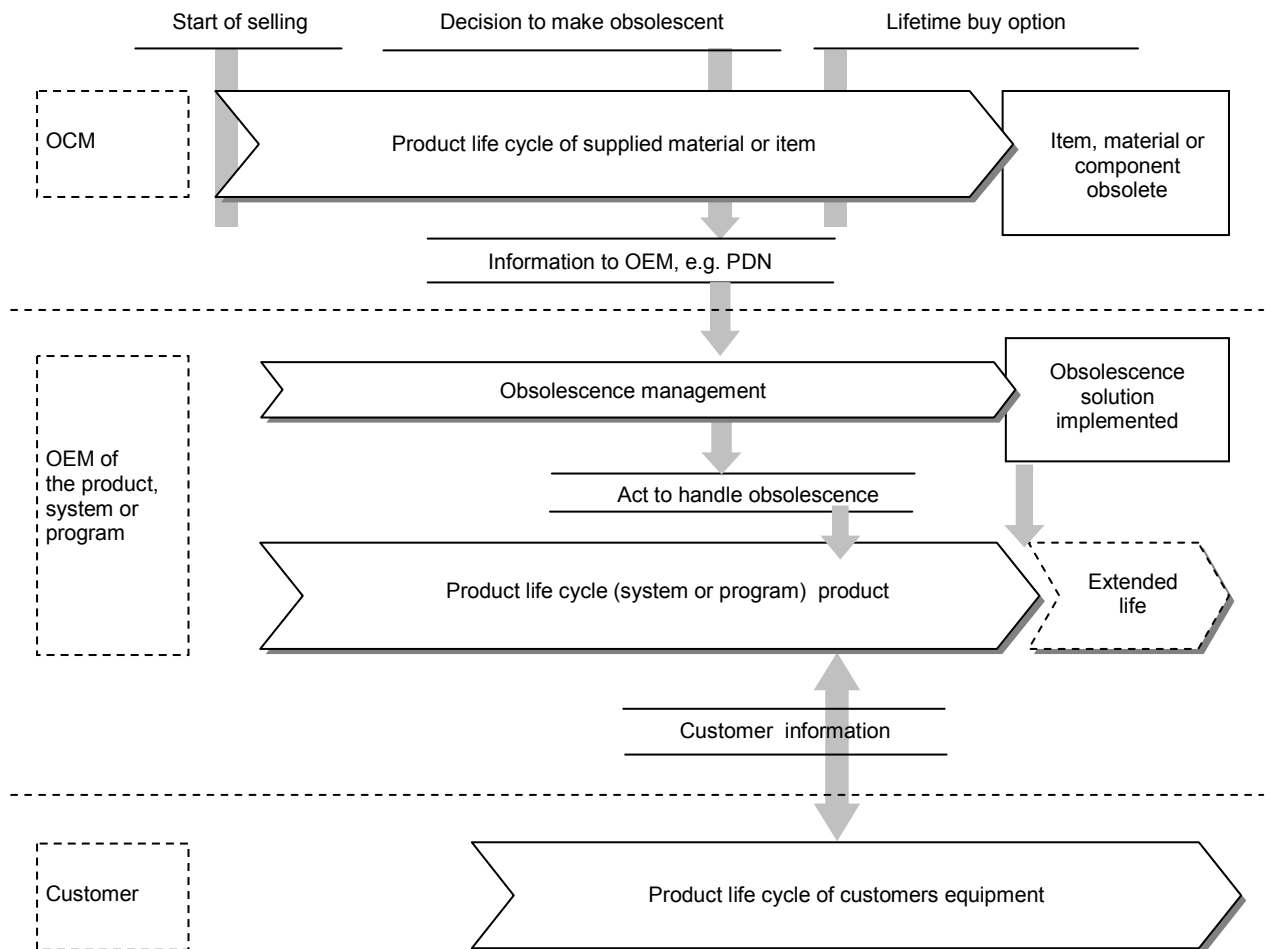 Start of selling
Decision to make obsolescent
Lifetime buy option
OCM
Product life cycle of supplied material or item
Item, material or
component
obsolete
Information to OEM, e.g. PDN
OEM of
the product,
system or
program
Obsolescence management
Obsolescence
solution
implemented
Act to handle obsolescence
Product life cycle (system or program) product
Extended
life
Customer information
Customer
Product life cycle of customers equipment